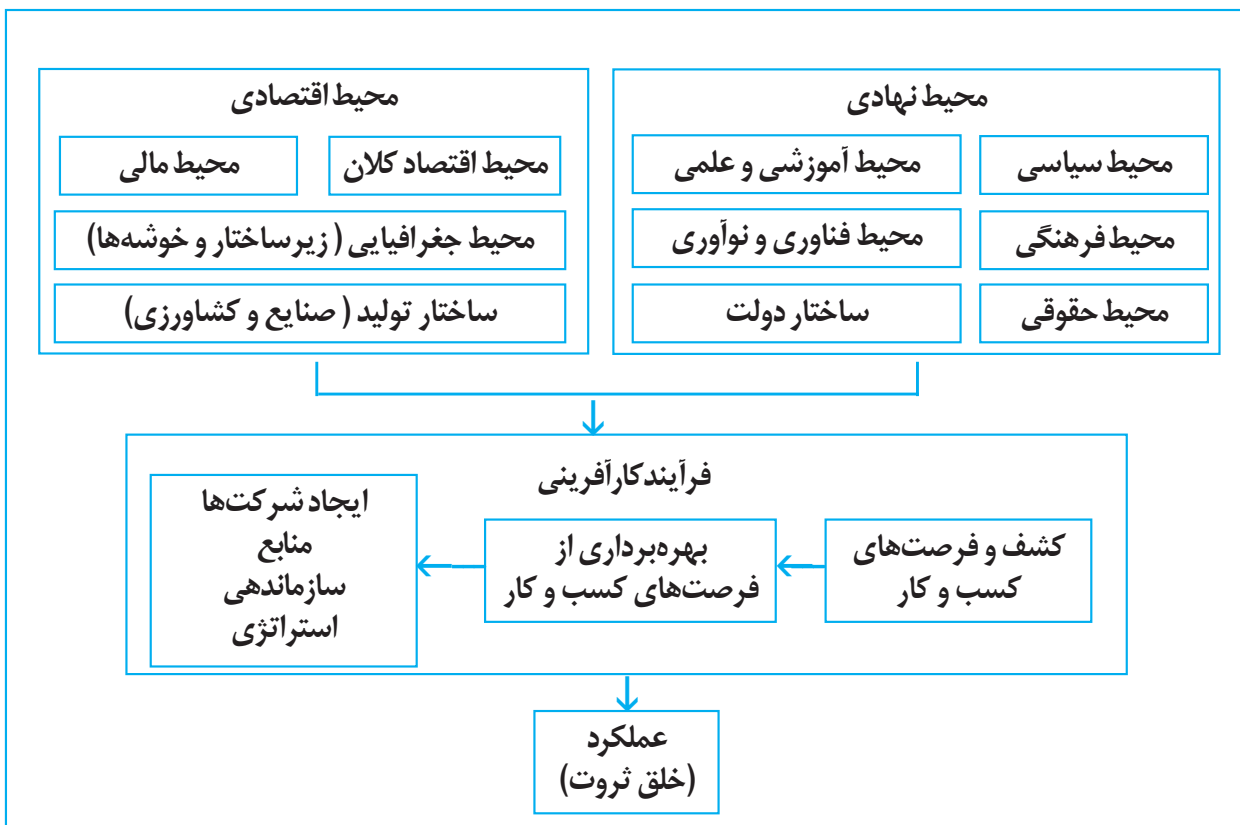 محیط نهادی
محیط سیاسی
محیط آموزشی و علمی
محیط فرهنگی
محیط فناوری و نوآوری
محیط حقوقی
ساختار دولت
محیط اقتصادی
محیط اقتصاد کلان
محیط مالی
محیط جغرافیایی ( زیرساختار و خوشه‌ها)
ساختار تولید ( صنایع و کشاورزی)
فرآیند کارآفرینی
کشف و فرصت‌های
کسب و کار
بهره‌برداری از
فرصت‌های کسب و کار
ایجاد شرکت‌ها
منابع
سازماندهی
استراتژی
عملکرد
(خلق ثروت)